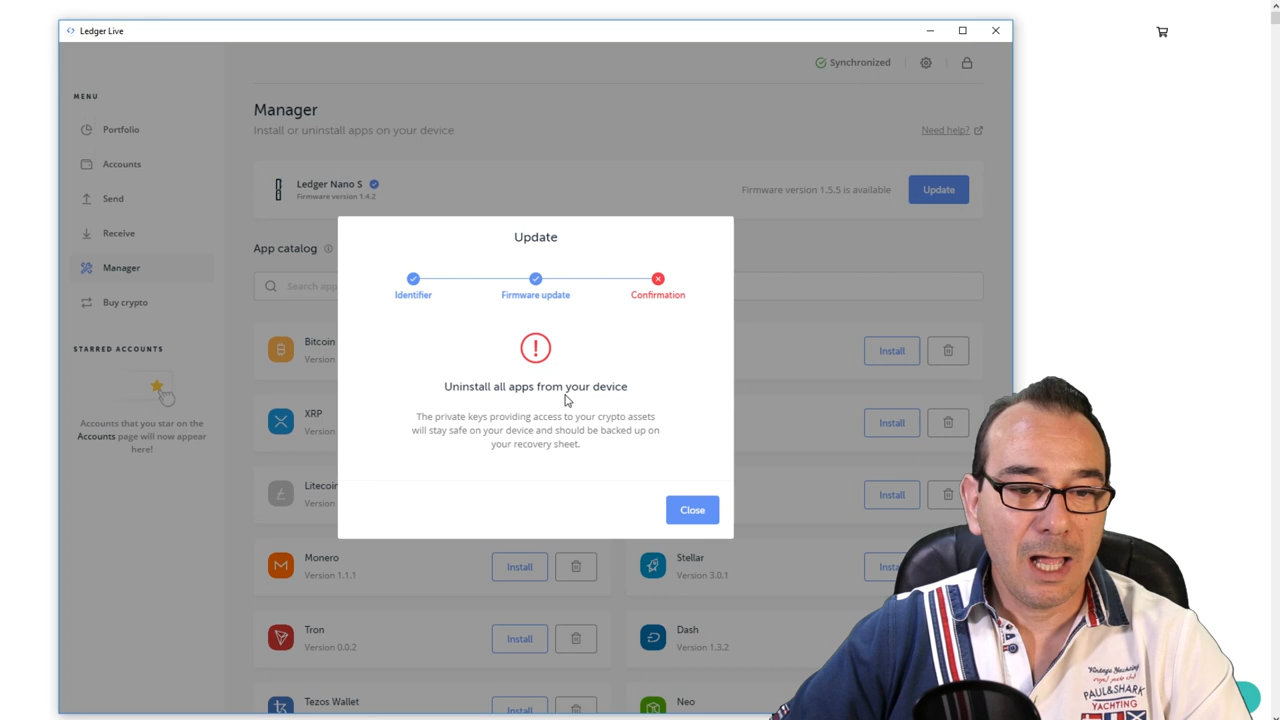 Ledger Live
Synchronized
MENU
Portfolio
Accounts
Send
Receive
Manager
Buy crypto
STARRED ACCOUNTS
Accounts that you star on the
Accounts page will now appear
here!
Manager
Install or uninstall apps on your device
Need help?
Ledger Nano S
Firmware version 1.4.2
Firmware version 1.5.5 is available
Update
App catalog
Search app
Update
Identifier
Firmware update
Confirmation
!
Uninstall all apps from your device
The private keys providing access to your crypto assets
will stay safe on your device and should be backed up on
your recovery sheet.
Close
Bitcoin
Version
Install
XRP
Version
Install
Litecoin
Version
Install
Monero
Version 1.1.1
Install
Stellar
Version 3.0.1
Tron
Version 0.0.2
Install
Dash
Version 1.3.2
Tezos Wallet
Install
Neo
PAUL&SHARK
YACHTING